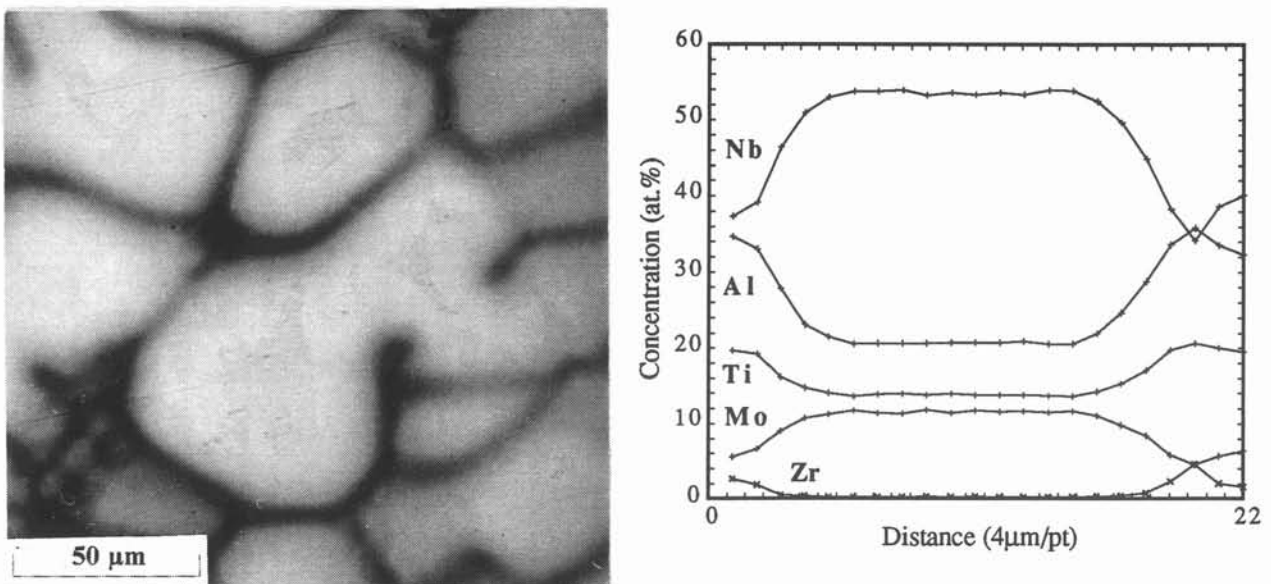 50 μm
60
50
40
30
20
10
0
Nb
Al
Ti
Mo
Zr
Concentration (at.%)
0
22
Distance (4μm/pt)